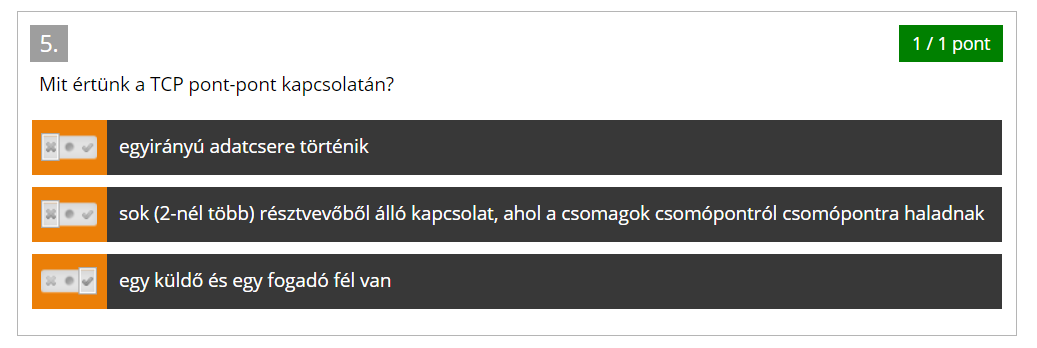 5.
1 / 1 pont
Mit értünk a TCP pont-pont kapcsolatán?
egyirányú adatcsere történik
sok (2-nél több) résztvevőből álló kapcsolat, ahol a csomagok csomópontról csomópontra haladnak
egy küldő és egy fogadó fél van